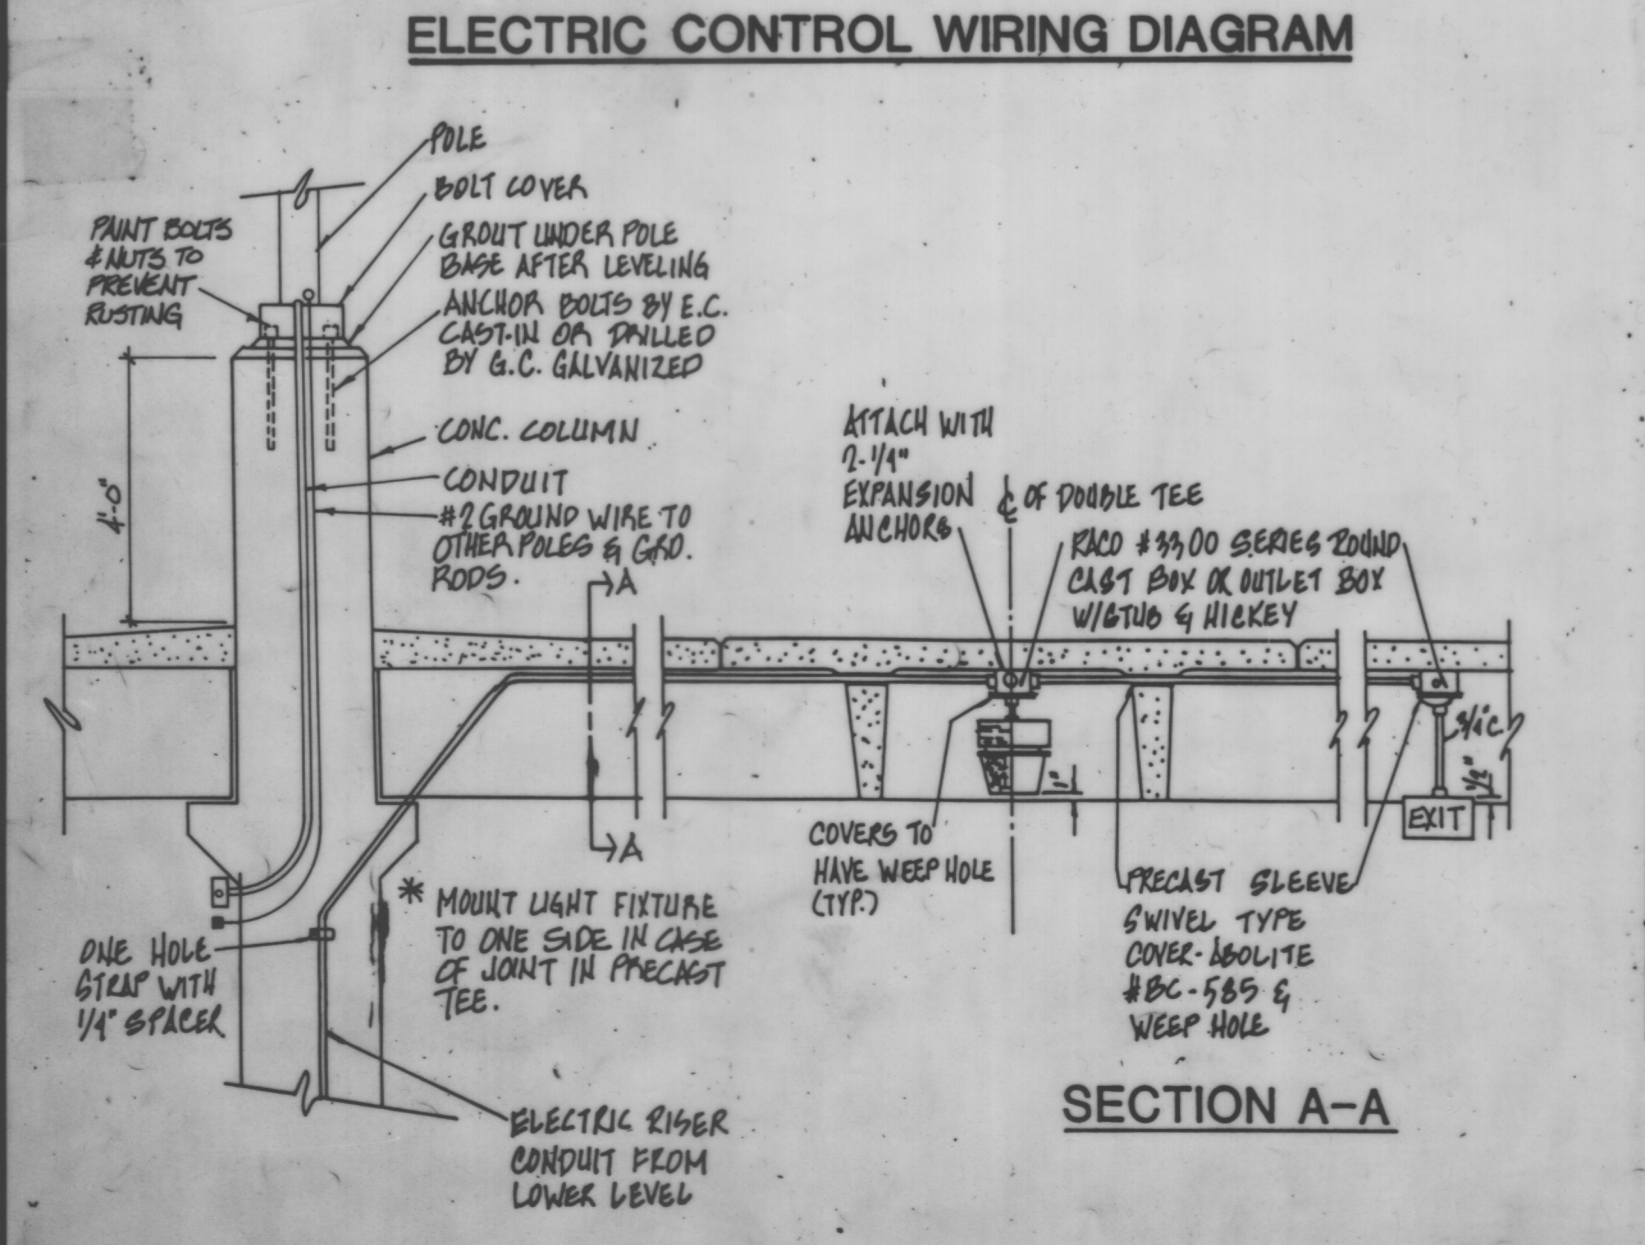 ELECTRIC CONTROL WIRING DIAGRAM
POLE
BOLT COVER
PAINT BOLTS
& NUTS TO
PREVENT
RUSTING
GROUT UNDER POLE
BASE AFTER LEVELING
ANCHOR BOLTS BY E.C.
CAST-IN OR DRILLED
BY G.C. GALVANIZED
CONC. COLUMN
CONDUIT
#2 GROUND WIRE TO
OTHER POLES & GRD.
RODS.
4'-0"
A
ATTACH WITH
2-1/4"
EXPANSION
ANCHORS
℄ OF DOUBLE TEE
RACO #3300 SERIES ROUND
CAST BOX OR OUTLET BOX
W/STUB & HICKEY
3/4"C
1/2"
1"
EXIT
A
COVERS TO
HAVE WEEP HOLE
(TYP.)
PRECAST SLEEVE
SWIVEL TYPE
COVER-ABOLITE
#BC-585 &
WEEP HOLE
* MOUNT LIGHT FIXTURE
TO ONE SIDE IN CASE
OF JOINT IN PRECAST
TEE.
ONE HOLE
STRAP WITH
1/4" SPACER
ELECTRIC RISER
CONDUIT FROM
LOWER LEVEL
SECTION A-A